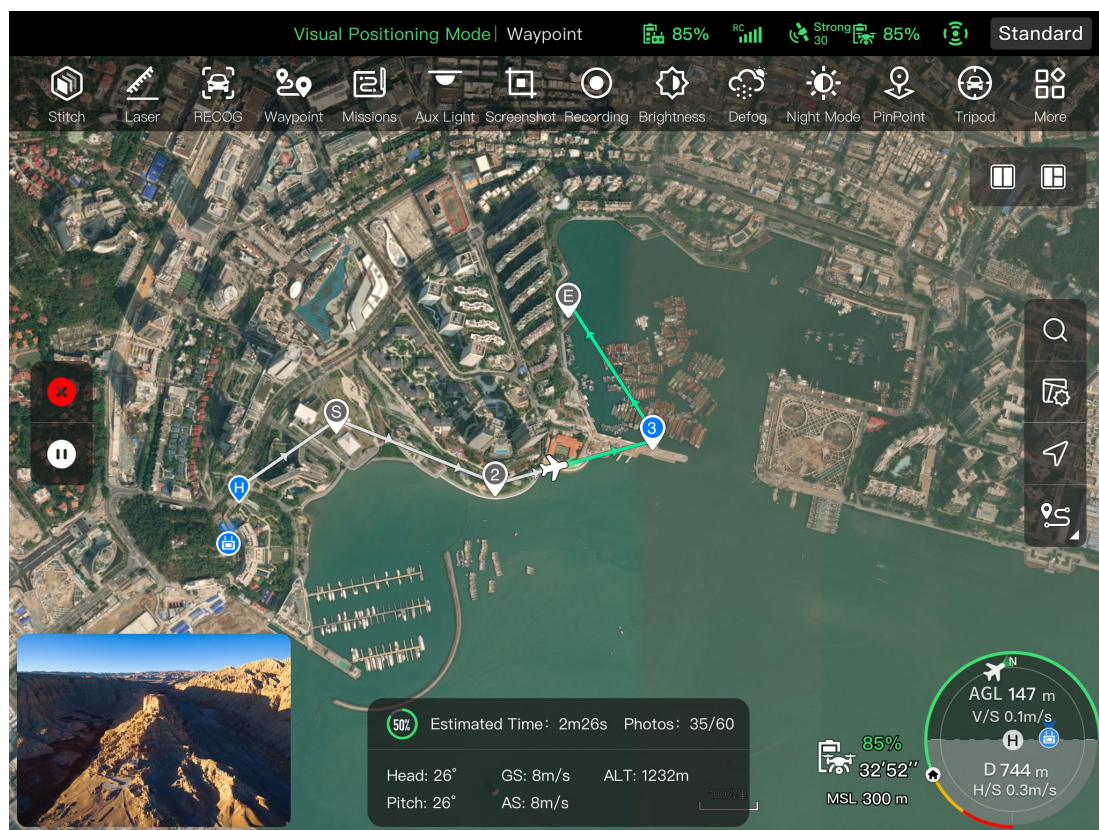 Visual Positioning Mode | Waypoint
85%
RC
Strong
30
85%
Standard
Stitch
Laser
RECOG
Waypoint
Missions
Aux Light
Screenshot
Recording
Brightness
Defog
Night Mode
PinPoint
Tripod
More
E
S
3
2
H
50%
Estimated Time: 2m26s
Photos: 35/60
Head: 26°
GS: 8m/s
ALT: 1232m
Pitch: 26°
AS: 8m/s
85%
32'52''
MSL 300 m
N
AGL 147 m
V/S 0.1m/s
H
D 744 m
H/S 0.3m/s